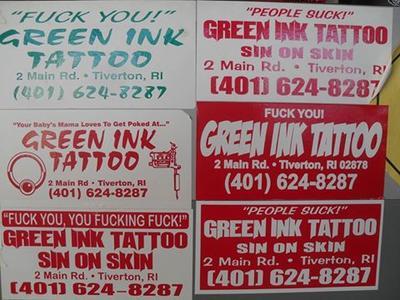 "FUCK YOU!"
GREEN INK
TATTOO
2 Main Rd. • Tiverton, RI
(401) 624-8287
"PEOPLE SUCK!"
GREEN INK TATTOO
SIN ON SKIN
2 Main Rd. • Tiverton, RI
(401) 624-8287
"Your Baby's Mama Loves To Get Poked At..."
GREEN INK
TATTOO
2 Main Rd. • Tiverton, RI
(401) 624-8287
FUCK YOU!
GREEN INK TATTOO
2 Main Rd. • Tiverton, RI 02878
(401) 624-8287
"FUCK YOU, YOU FUCKING FUCK!"
GREEN INK TATTOO
SIN ON SKIN
2 Main Rd. • Tiverton, RI
(401) 624-8287
"PEOPLE SUCK!"
GREEN INK TATTOO
SIN ON SKIN
2 Main Rd. • Tiverton, RI
(401) 624-8287